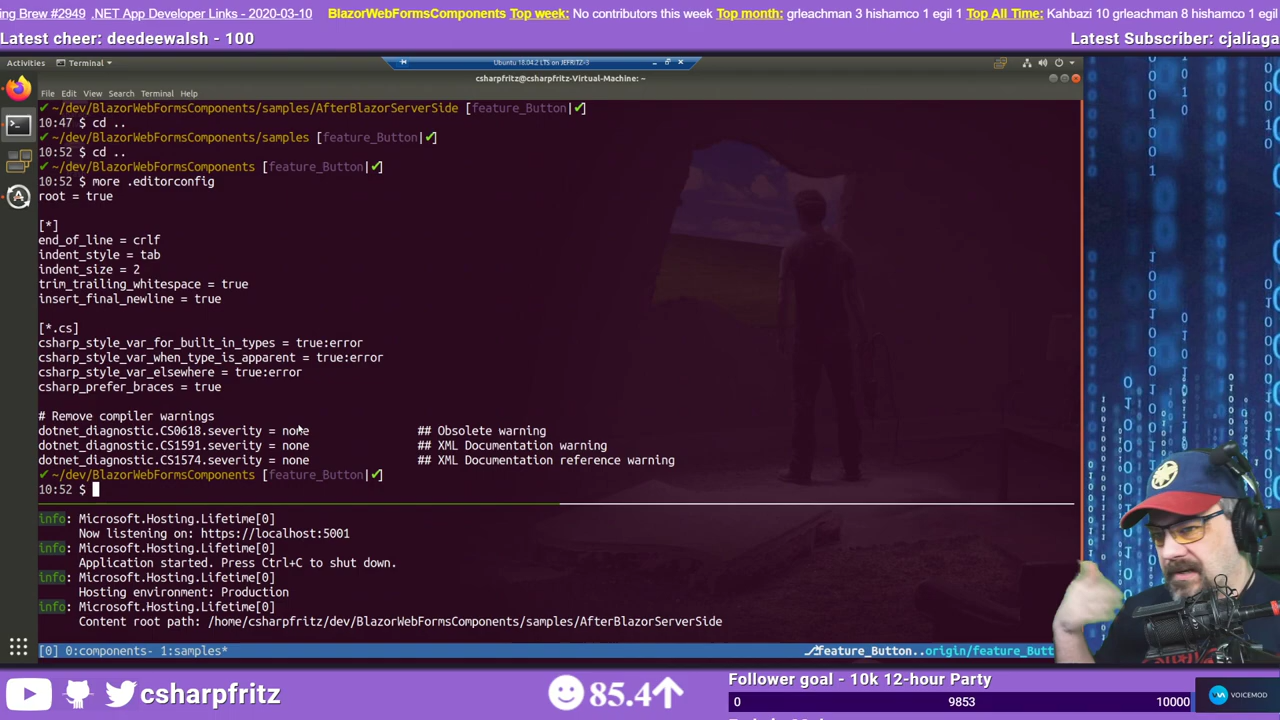 ing Brew #2949 .NET App Developer Links - 2020-03-10
BlazorWebFormsComponents Top week: No contributors this week Top month: grleachman 3 hishamco 1 egil 1 Top All Time: Kahbazi 10 grleachman 8 hishamco 1 egil
Latest cheer: deedeewalsh - 100
Latest Subscriber: cjaliaga
Activities
Terminal
Ubuntu 18.04.2 LTS on JEFRITZ-3
csharpfritz@csharpfritz-Virtual-Machine: ~
File Edit View Search Terminal Help
✔ ~/dev/BlazorWebFormsComponents/samples/AfterBlazorServerSide [feature_Button|✔]
10:47 $ cd ..
✔ ~/dev/BlazorWebFormsComponents/samples [feature_Button|✔]
10:52 $ cd ..
✔ ~/dev/BlazorWebFormsComponents [feature_Button|✔]
10:52 $ more .editorconfig
root = true
[*]
end_of_line = crlf
indent_style = tab
indent_size = 2
trim_trailing_whitespace = true
insert_final_newline = true
[*.cs]
csharp_style_var_for_built_in_types = true:error
csharp_style_var_when_type_is_apparent = true:error
csharp_style_var_elsewhere = true:error
csharp_prefer_braces = true
# Remove compiler warnings
dotnet_diagnostic.CS0618.severity = none ## Obsolete warning
dotnet_diagnostic.CS1591.severity = none ## XML Documentation warning
dotnet_diagnostic.CS1574.severity = none ## XML Documentation reference warning
✔ ~/dev/BlazorWebFormsComponents [feature_Button|✔]
10:52 $
info: Microsoft.Hosting.Lifetime[0]
Now listening on: https://localhost:5001
info: Microsoft.Hosting.Lifetime[0]
Application started. Press Ctrl+C to shut down.
info: Microsoft.Hosting.Lifetime[0]
Hosting environment: Production
info: Microsoft.Hosting.Lifetime[0]
Content root path: /home/csharpfritz/dev/BlazorWebFormsComponents/samples/AfterBlazorServerSide
[0] 0:components- 1:samples*
feature_Button..origin/feature_Butt
csharpfritz
85.4
Follower goal - 10k 12-hour Party
0 9853 10000
VOICEMOD